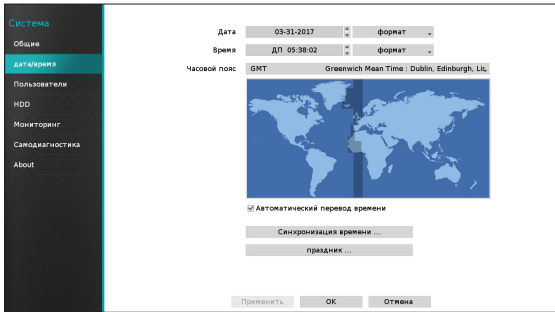 Система
Общие
дата/время
Пользователи
HDD
Мониторинг
Самодиагностика
About
Дата 03-31-2017 формат
Время ДП 05:38:02 формат
Часовой пояс GMT Greenwich Mean Time : Dublin, Edinburgh, Lis
Автоматический перевод времени
Синхронизация времени ...
праздник ...
Применить OK Отмена